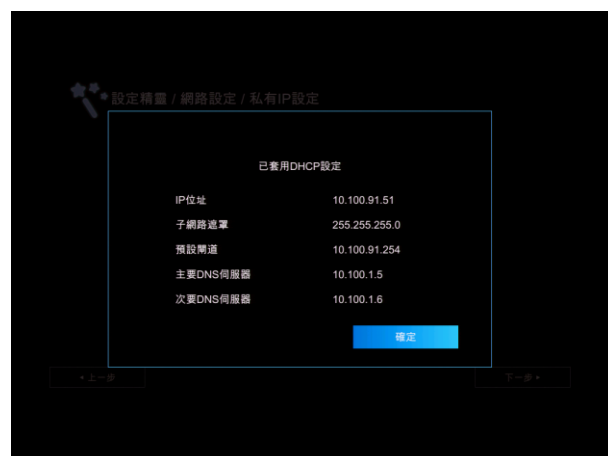 設定精靈 / 網路設定 / 私有IP設定
已套用DHCP設定
IP位址 10.100.91.51
子網路遮罩 255.255.255.0
預設閘道 10.100.91.254
主要DNS伺服器 10.100.1.5
次要DNS伺服器 10.100.1.6
確定
• 上一步 下一步 •